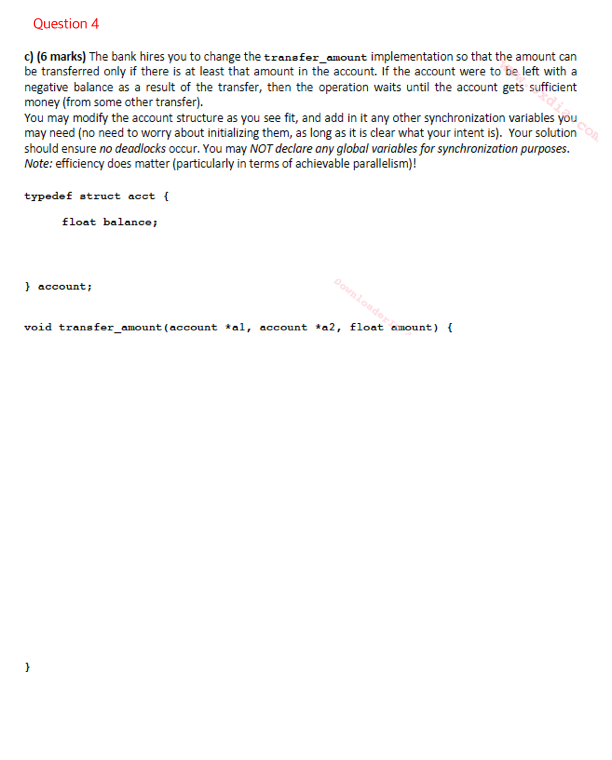 Question 4
c) (6 marks) The bank hires you to change the transfer_amount implementation so that the amount can
be transferred only if there is at least that amount in the account. If the account were to be left with a
negative balance as a result of the transfer, then the operation waits until the account gets sufficient
money (from some other transfer).
You may modify the account structure as you see fit, and add in it any other synchronization variables you
may need (no need to worry about initializing them, as long as it is clear what your intent is).  Your solution
should ensure no deadlocks occur. You may NOT declare any global variables for synchronization purposes.
Note: efficiency does matter (particularly in terms of achievable parallelism)!
typedef struct acct {
float balance;
} account;
void transfer_amount(account *a1, account *a2, float amount) {
}